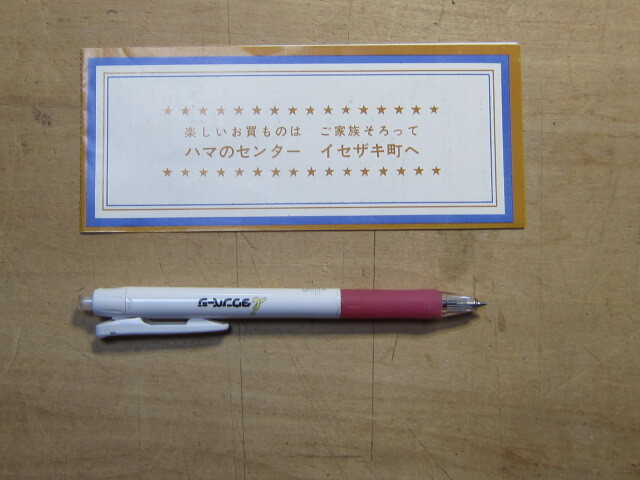 ★★★★★★★★★★★★★★★★
楽しいお買ものは　ご家族そろって
ハマのセンター　イセザキ町へ
★★★★★★★★★★★★★★★★